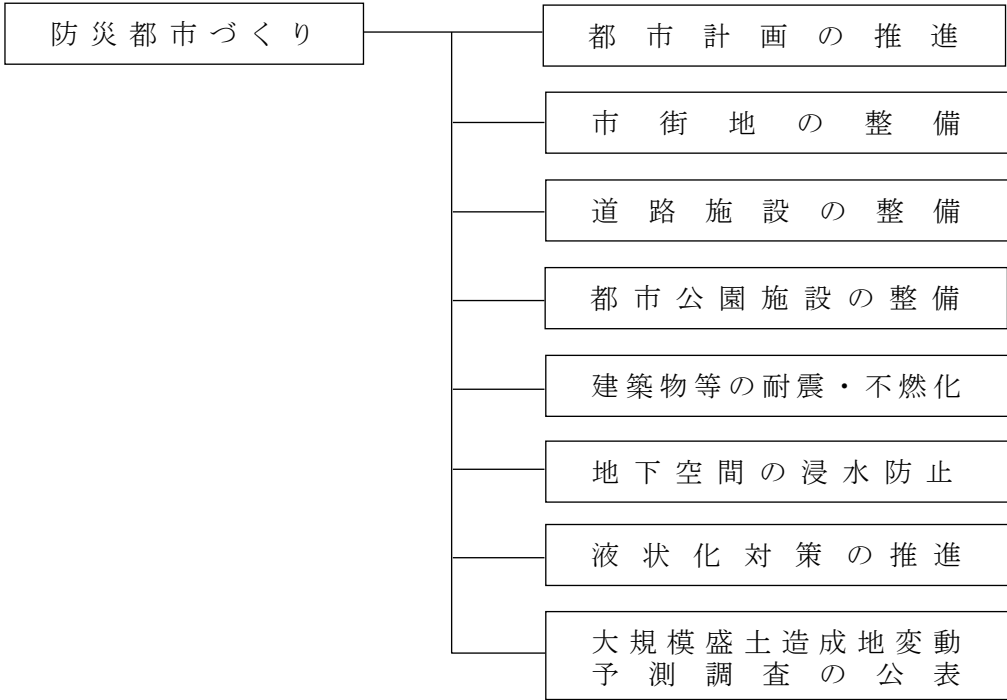 防災都市づくり
都市計画の推進
市街地の整備
道路施設の整備
都市公園施設の整備
建築物等の耐震・不燃化
地下空間の浸水防止
液状化対策の推進
大規模盛土造成地変動
予測調査の公表